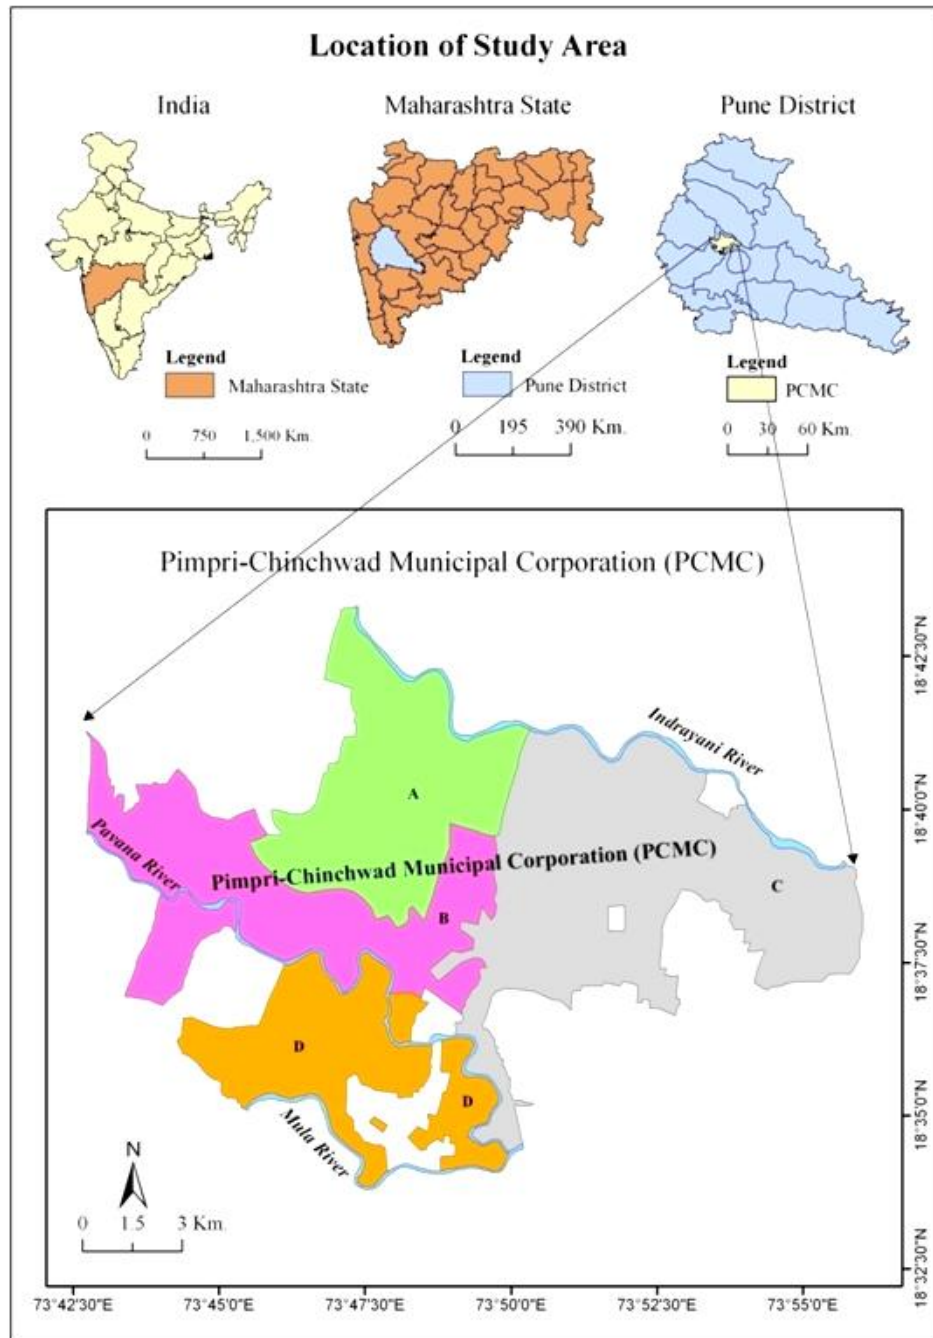 Location of Study Area
India
Maharashtra State
Pune District
Legend
Maharashtra State
0 750 1,500 Km.
Legend
Pune District
0 195 390 Km.
Legend
PCMC
0 30 60 Km.
Pimpri-Chinchwad Municipal Corporation (PCMC)
Indrayani River
A
Pavana River
Pimpri-Chinchwad Municipal Corporation (PCMC)
C
B
D
D
Mula River
N
0 1.5 3 Km.
18°42'30"N
18°40'0"N
18°37'30"N
18°35'0"N
18°32'30"N
73°42'30"E 73°45'0"E 73°47'30"E 73°50'0"E 73°52'30"E 73°55'0"E